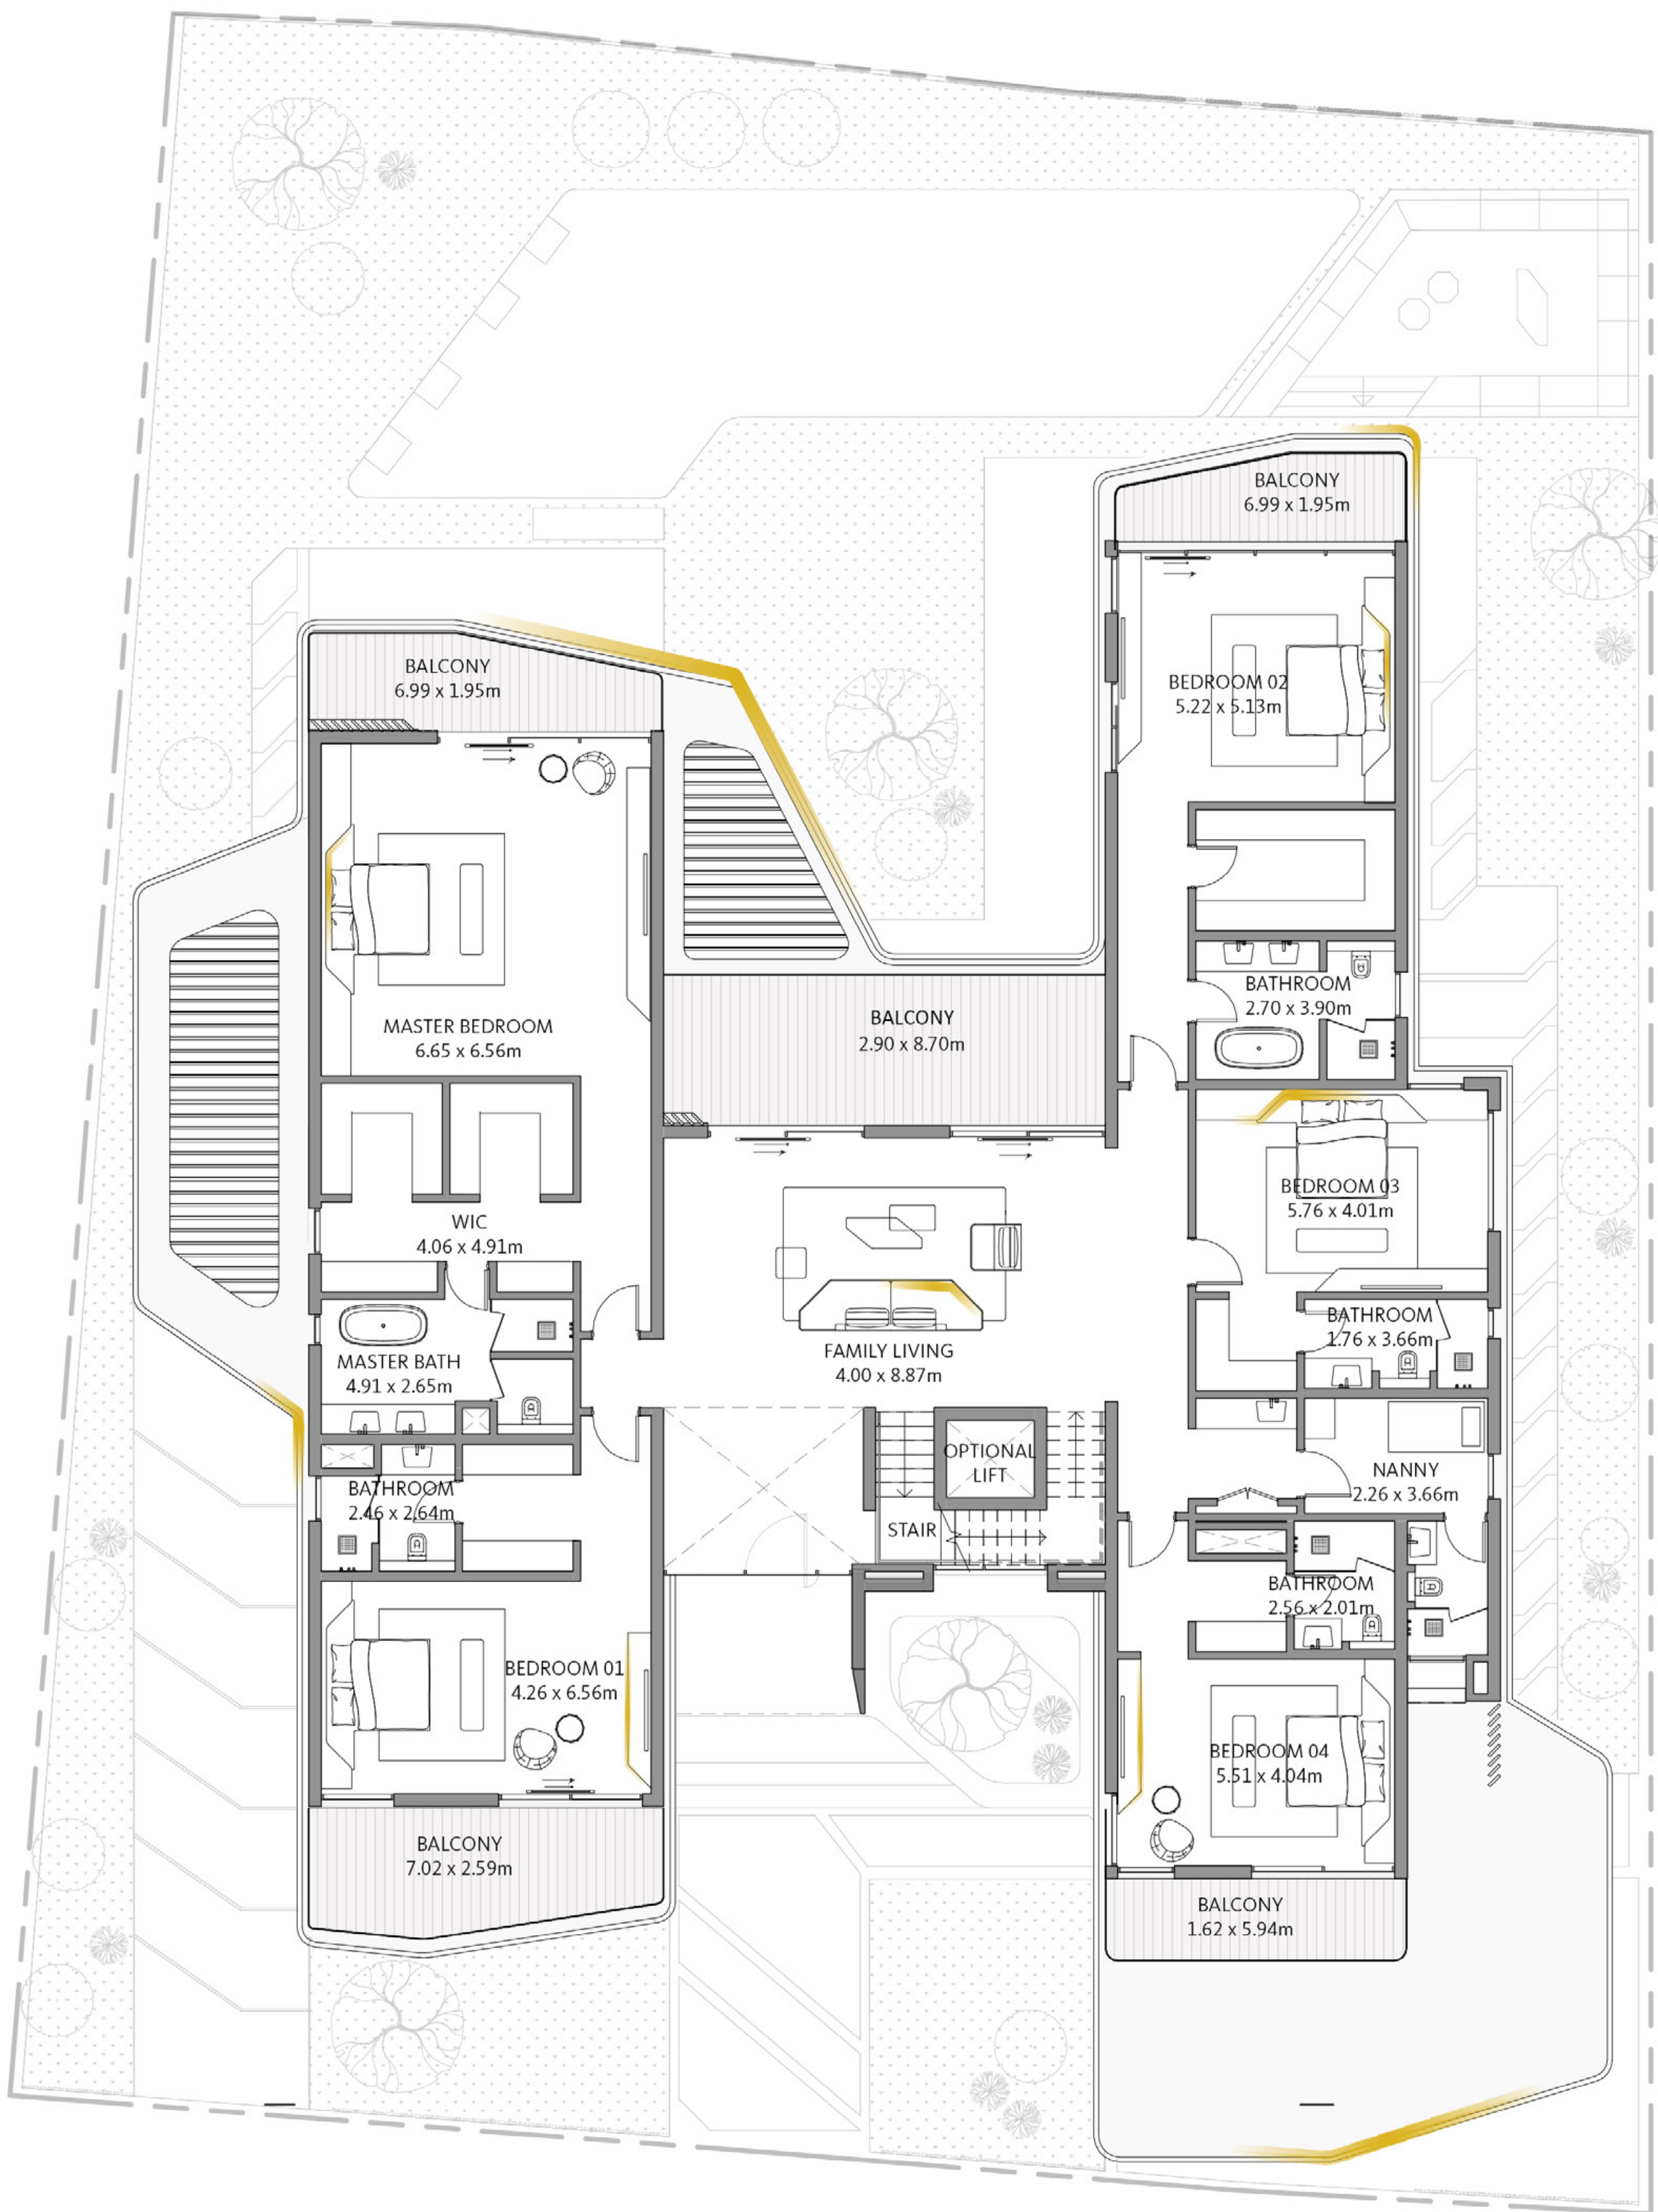 BALCONY
6.99 x 1.95m
BALCONY
6.99 x 1.95m
BEDROOM 02
5.22 x 5.13m
BATHROOM
2.70 x 3.90m
BALCONY
2.90 x 8.70m
MASTER BEDROOM
6.65 x 6.56m
BEDROOM 03
5.76 x 4.01m
WIC
4.06 x 4.91m
BATHROOM
1.76 x 3.66m
FAMILY LIVING
4.00 x 8.87m
MASTER BATH
4.91 x 2.65m
OPTIONAL
LIFT
NANNY
2.26 x 3.66m
BATHROOM
2.46 x 2.64m
STAIR
BATHROOM
2.56 x 2.01m
BEDROOM 01
4.26 x 6.56m
BEDROOM 04
5.51 x 4.04m
BALCONY
7.02 x 2.59m
BALCONY
1.62 x 5.94m